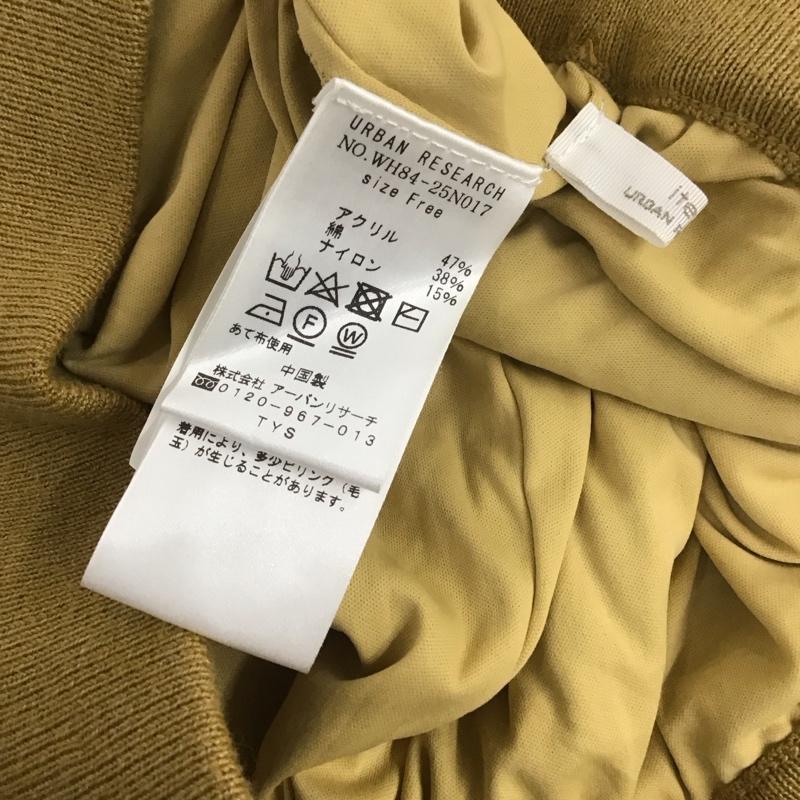 URBAN RESEARCH
NO.WH84-25N017
size Free
アクリル 47%
綿 38%
ナイロン 15%
F W
あて布使用
中国製
株式会社 アーバンリサーチ
0120-967-013
TYS
着用により、多少ピリング(毛
玉)が生じることがあります。
ite
URBAN